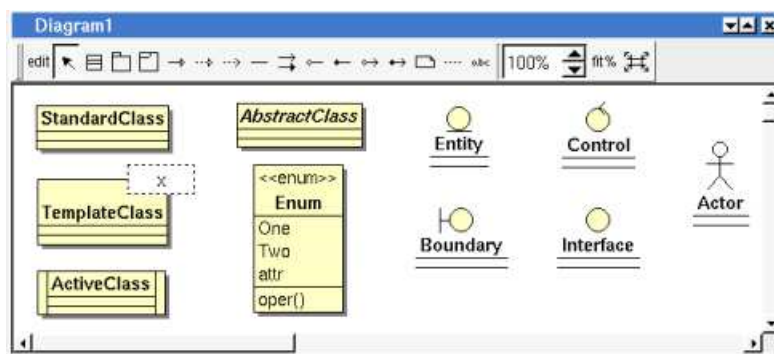 Diagram1
edit abc 100% fit%
StandardClass
AbstractClass
Entity
Control
Actor
x
TemplateClass
<<enum>>
Enum
One
Two
attr
oper()
Boundary
Interface
ActiveClass